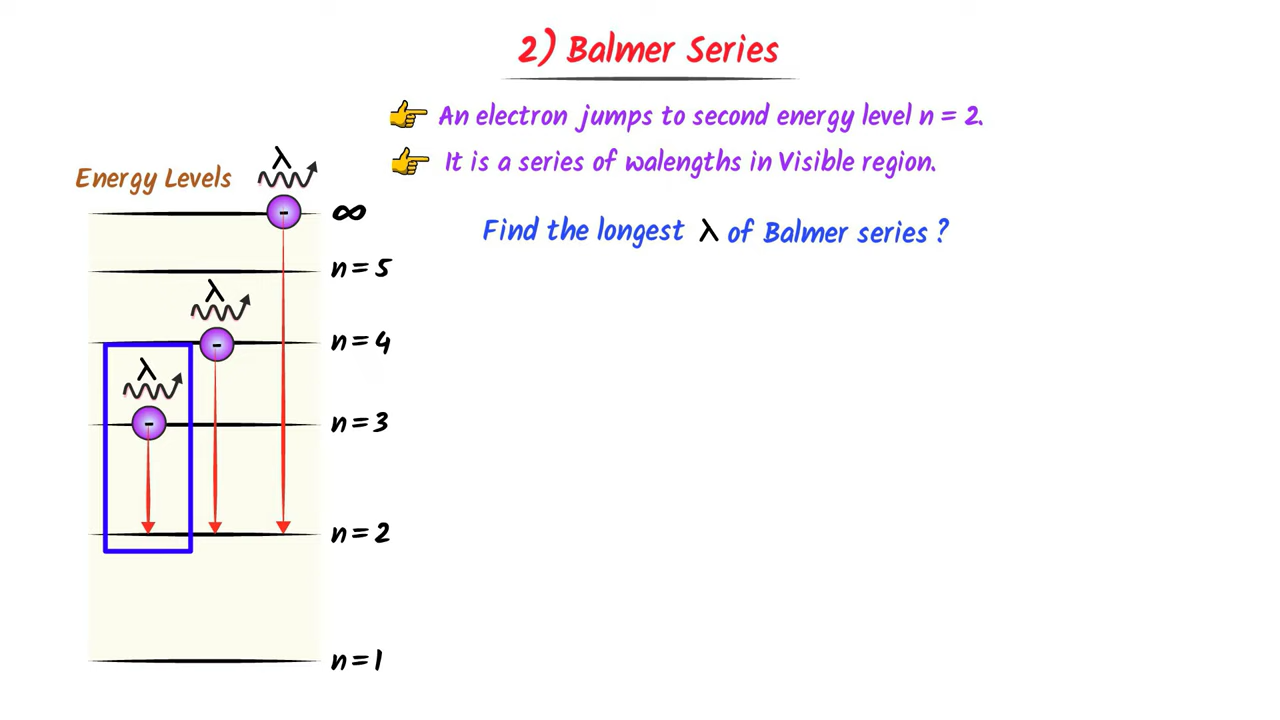 2) Balmer Series
An electron jumps to second energy level n = 2.
It is a series of walengths in Visible region.
Find the longest λ of Balmer series ?
Energy Levels
λ
- ∞
n = 5
λ
- n = 4
λ
- n = 3
n = 2
n = 1